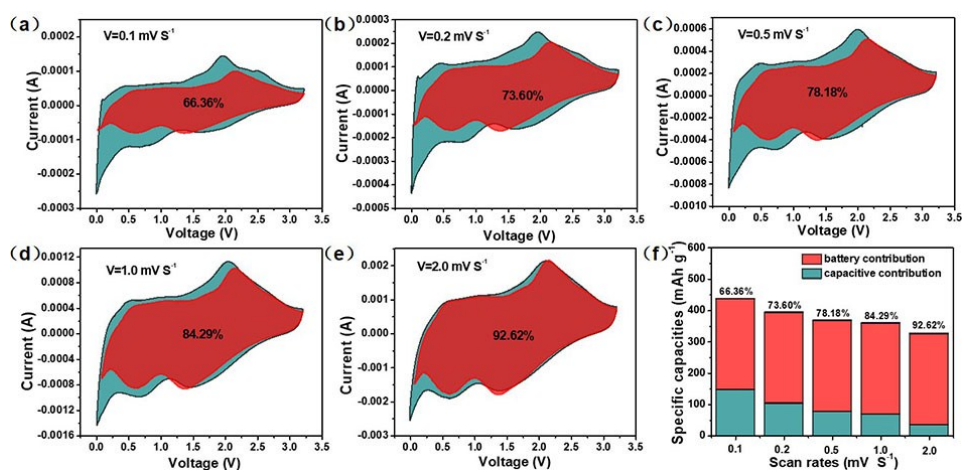 (a)
V=0.1 mV S⁻¹
66.36%
Current (A)
0.0002
0.0001
0.0000
-0.0001
-0.0002
-0.0003
0.0 0.5 1.0 1.5 2.0 2.5 3.0 3.5
Voltage (V)
(b)
V=0.2 mV S⁻¹
73.60%
Current (A)
0.0003
0.0002
0.0001
0.0000
-0.0001
-0.0002
-0.0003
-0.0004
-0.0005
0.0 0.5 1.0 1.5 2.0 2.5 3.0 3.5
Voltage (V)
(c)
V=0.5 mV S⁻¹
78.18%
Current (A)
0.0006
0.0004
0.0002
0.0000
-0.0002
-0.0004
-0.0006
-0.0008
-0.0010
0.0 0.5 1.0 1.5 2.0 2.5 3.0 3.5
Voltage (V)
(d)
V=1.0 mV S⁻¹
84.29%
Current (A)
0.0012
0.0008
0.0004
0.0000
-0.0004
-0.0008
-0.0012
-0.0016
0.0 0.5 1.0 1.5 2.0 2.5 3.0 3.5
Voltage (V)
(e)
V=2.0 mV S⁻¹
92.62%
Current (A)
0.002
0.001
0.000
-0.001
-0.002
-0.003
0.0 0.5 1.0 1.5 2.0 2.5 3.0 3.5
Voltage (V)
(f)
battery contribution
capacitive contribution
66.36% 73.60% 78.18% 84.29% 92.62%
Specific capacities (mAh g⁻¹)
600
500
400
300
200
100
0
0.1 0.2 0.5 1.0 2.0
Scan rates (mV S⁻¹)